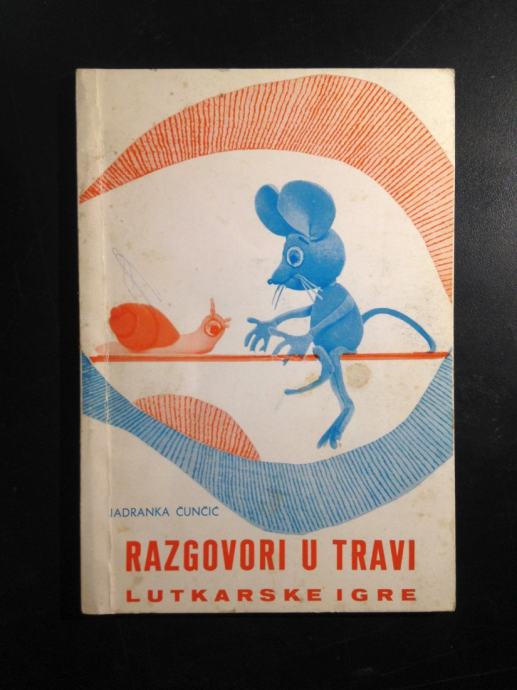 JADRANKA ČUNČIĆ
RAZGOVORI U TRAVI
LUTKARSKE IGRE